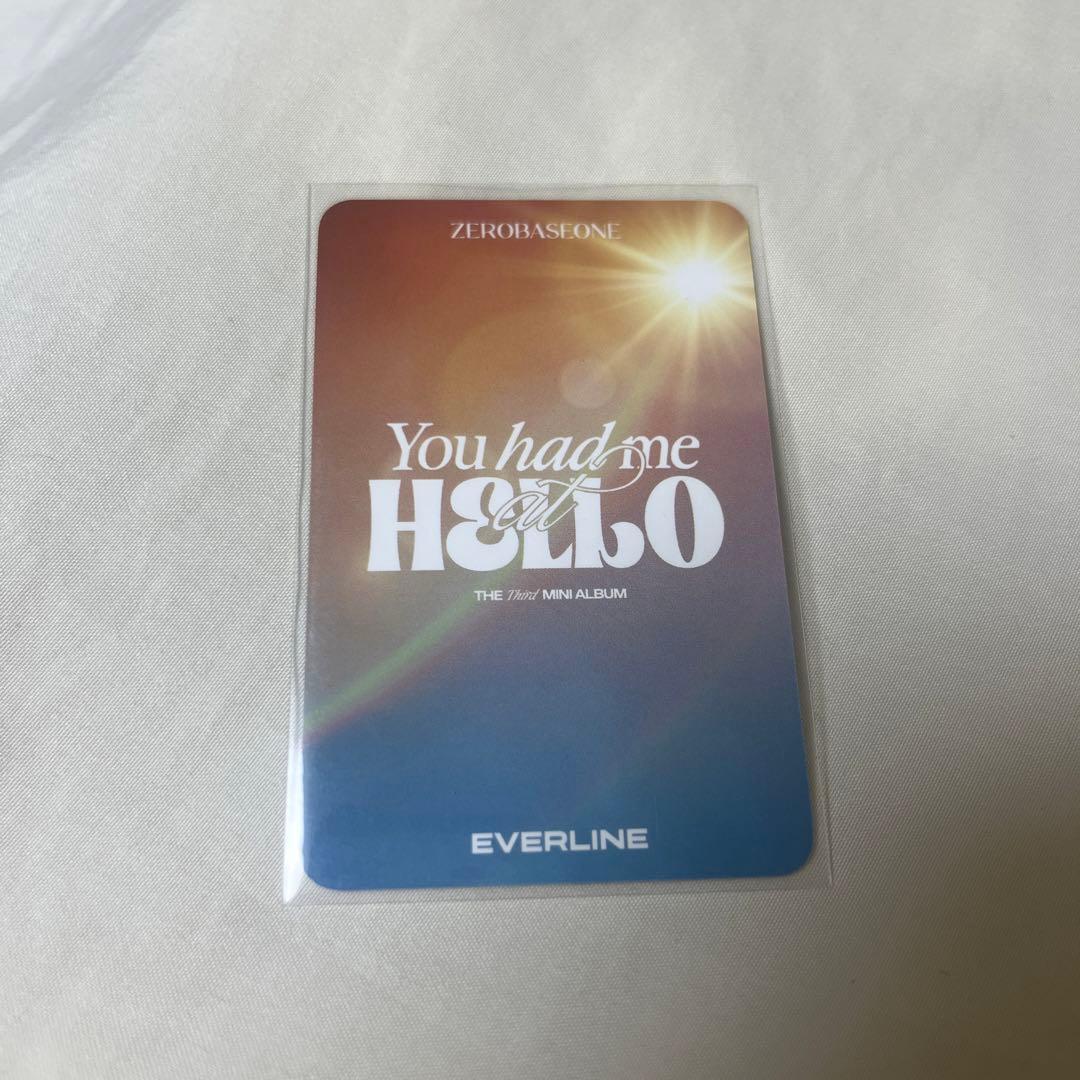 ZEROBASEONE
You had me
at
HELLO
THE Third MINI ALBUM
EVERLINE